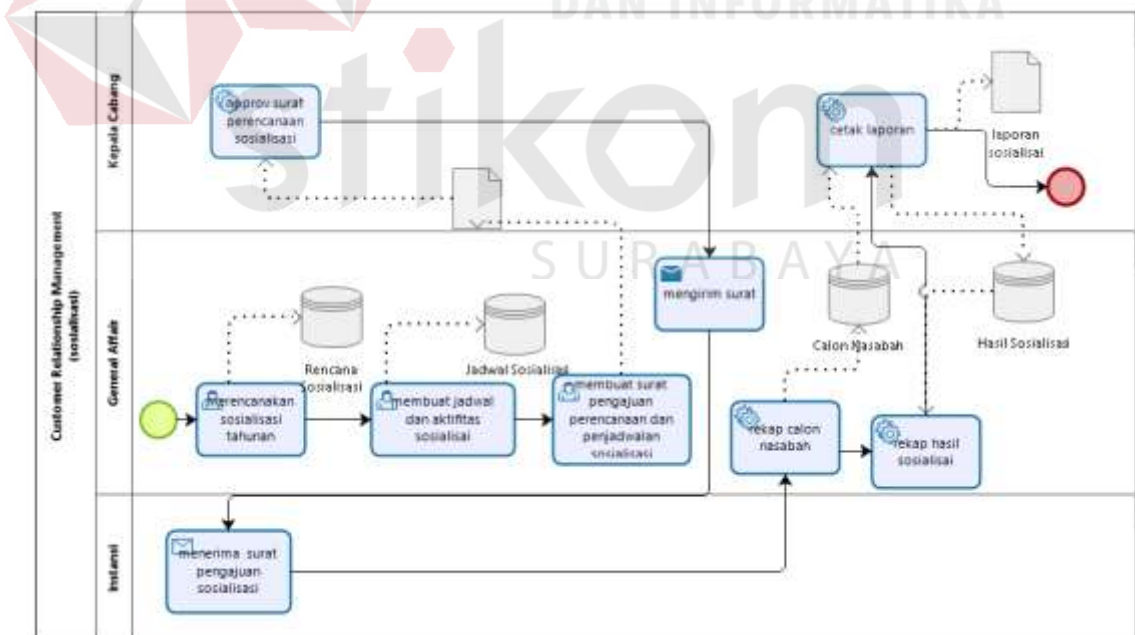 DAN INFORMATIKA
stikom
SURABAYA
Customer Relationship Management
(sosialisasi)
Kepala Cabang
approv surat
perencanaan
sosialisasi
cetak laporan
laporan
sosialisai
General Affair
mengirim surat
Rencana
Sosialisasi
Jadwal Sosialisasi
Calon Nasabah
Hasil Sosialisasi
merencanakan
sosialisasi
tahunan
membuat jadwal
dan aktifitas
sosialisai
membuat surat
pengajuan
perencanaan dan
penjadwalan
sosialisasi
rekap calon
nasabah
rekap hasil
sosialisai
Instansi
menerima surat
pengajuan
sosialisasi